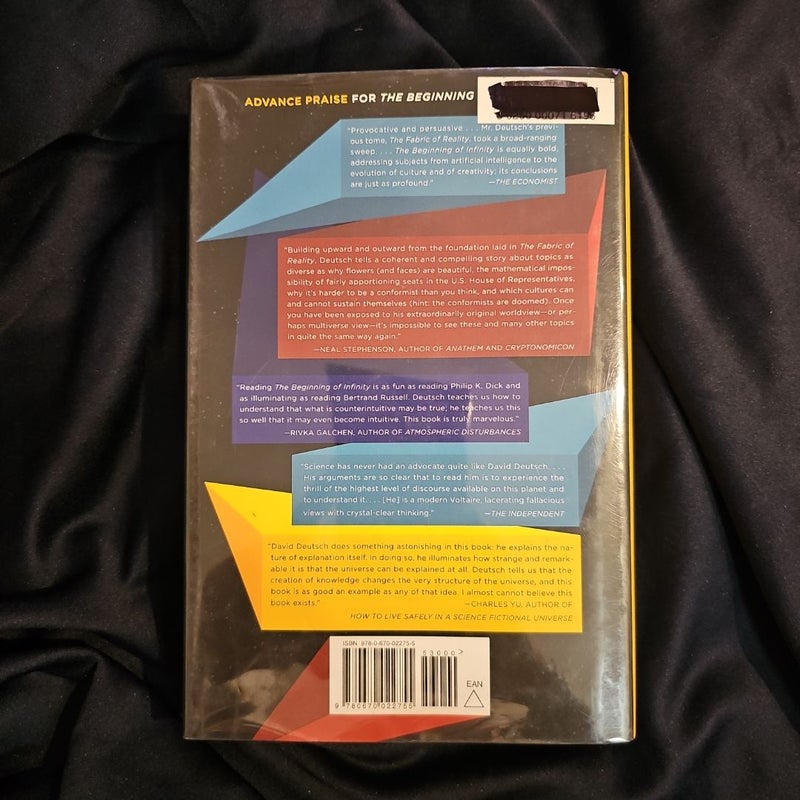 ADVANCE PRAISE FOR THE BEGINNING
"Provocative and persuasive . . . Mr. Deutsch's previ-
ous tome, The Fabric of Reality, took a broad-ranging
sweep. . . . The Beginning of Infinity is equally bold,
addressing subjects from artificial intelligence to the
evolution of culture and of creativity; its conclusions
are just as profound."
—THE ECONOMIST
"Building upward and outward from the foundation laid in The Fabric of
Reality, Deutsch tells a coherent and compelling story about topics as
diverse as why flowers (and faces) are beautiful, the mathematical impos-
sibility of fairly apportioning seats in the U.S. House of Representatives,
why it's harder to be a conformist than you think, and which cultures can
and cannot sustain themselves (hint: the conformists are doomed). Once
you have been exposed to his extraordinarily original worldview—or per-
haps multiverse view—it's impossible to see these and many other topics
in quite the same way again."
—NEAL STEPHENSON, AUTHOR OF ANATHEM AND CRYPTONOMICON
"Reading The Beginning of Infinity is as fun as reading Philip K. Dick and
as illuminating as reading Bertrand Russell. Deutsch teaches us how to
understand that what is counterintuitive may be true; he teaches us this
so well that it may even become intuitive. This book is truly marvelous."
—RIVKA GALCHEN, AUTHOR OF ATMOSPHERIC DISTURBANCES
"Science has never had an advocate quite like David Deutsch. . . .
His arguments are so clear that to read him is to experience the
thrill of the highest level of discourse available on this planet and
to understand it. . . . [He] is a modern Voltaire, lacerating fallacious
views with crystal-clear thinking."
—THE INDEPENDENT
"David Deutsch does something astonishing in this book: he explains the na-
ture of explanation itself. In doing so, he illuminates how strange and remark-
able it is that the universe can be explained at all. Deutsch tells us that the
creation of knowledge changes the very structure of the universe, and this
book is as good an example as any of that idea. I almost cannot believe this
book exists."
—CHARLES YU, AUTHOR OF
HOW TO LIVE SAFELY IN A SCIENCE FICTIONAL UNIVERSE
ISBN 978-0-670-02275-5
53000>
EAN
9 780670 022755